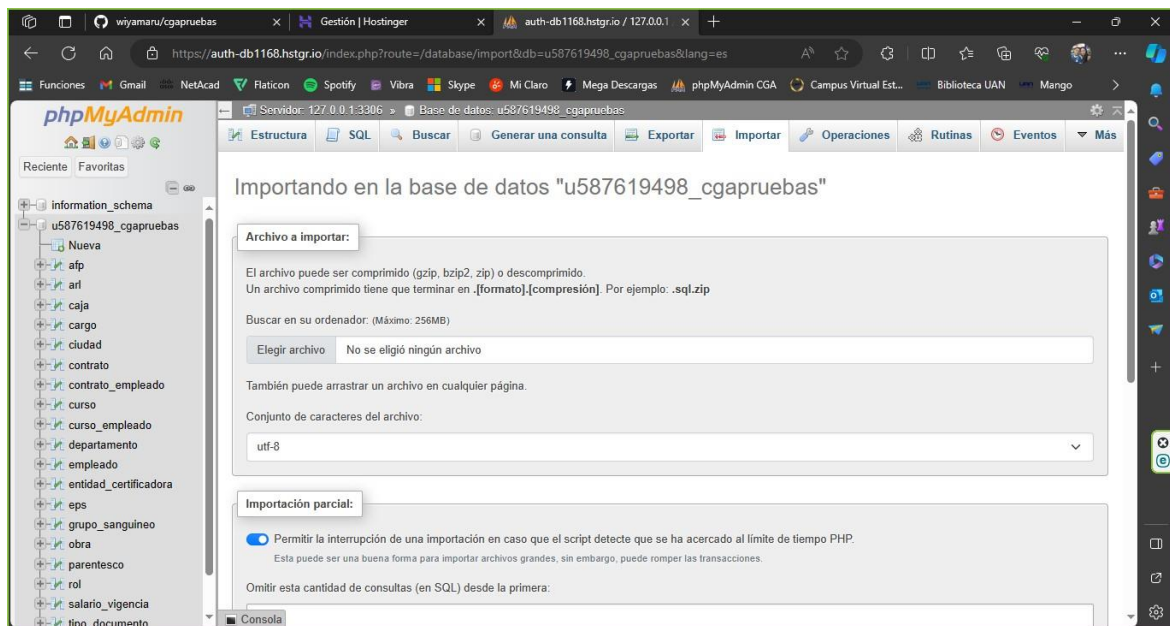 wiyamaru/cgapruebas
Gestión | Hostinger
auth-db1168.hstgr.io / 127.0.0.1
https://auth-db1168.hstgr.io/index.php?route=/database/import&db=u587619498_cgapruebas&lang=es
Funciones Gmail NetAcad Flaticon Spotify Vibra Skype Mi Claro Mega Descargas phpMyAdmin CGA Campus Virtual Est... Biblioteca UAN Mango
phpMyAdmin
Reciente Favoritas
information_schema
u587619498_cgapruebas
Nueva
afp
arl
caja
cargo
ciudad
contrato
contrato_empleado
curso
curso_empleado
departamento
empleado
entidad_certificadora
eps
grupo_sanguineo
obra
parentesco
rol
salario_vigencia
tipo_documento
Servidor: 127.0.0.1:3306 » Base de datos: u587619498_cgapruebas
Estructura SQL Buscar Generar una consulta Exportar Importar Operaciones Rutinas Eventos Más
Importando en la base de datos "u587619498_cgapruebas"
Archivo a importar:
El archivo puede ser comprimido (gzip, bzip2, zip) o descomprimido.
Un archivo comprimido tiene que terminar en .[formato].[compresión]. Por ejemplo: .sql.zip
Buscar en su ordenador: (Máximo: 256MB)
Elegir archivo No se eligió ningún archivo
También puede arrastrar un archivo en cualquier página.
Conjunto de caracteres del archivo:
utf-8
Importación parcial:
Permitir la interrupción de una importación en caso que el script detecte que se ha acercado al límite de tiempo PHP.
Esta puede ser una buena forma para importar archivos grandes, sin embargo, puede romper las transacciones.
Omitir esta cantidad de consultas (en SQL) desde la primera:
Consola